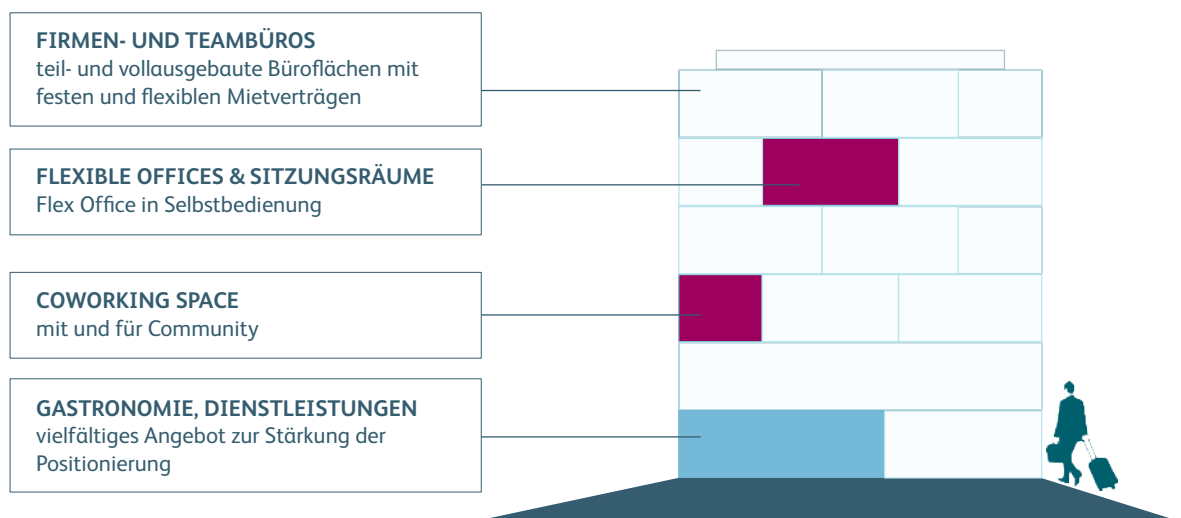 FIRMEN- UND TEAMBÜROS
teil- und vollausgebaute Büroflächen mit
festen und flexiblen Mietverträgen
FLEXIBLE OFFICES & SITZUNGSRÄUME
Flex Office in Selbstbedienung
COWORKING SPACE
mit und für Community
GASTRONOMIE, DIENSTLEISTUNGEN
vielfältiges Angebot zur Stärkung der
Positionierung